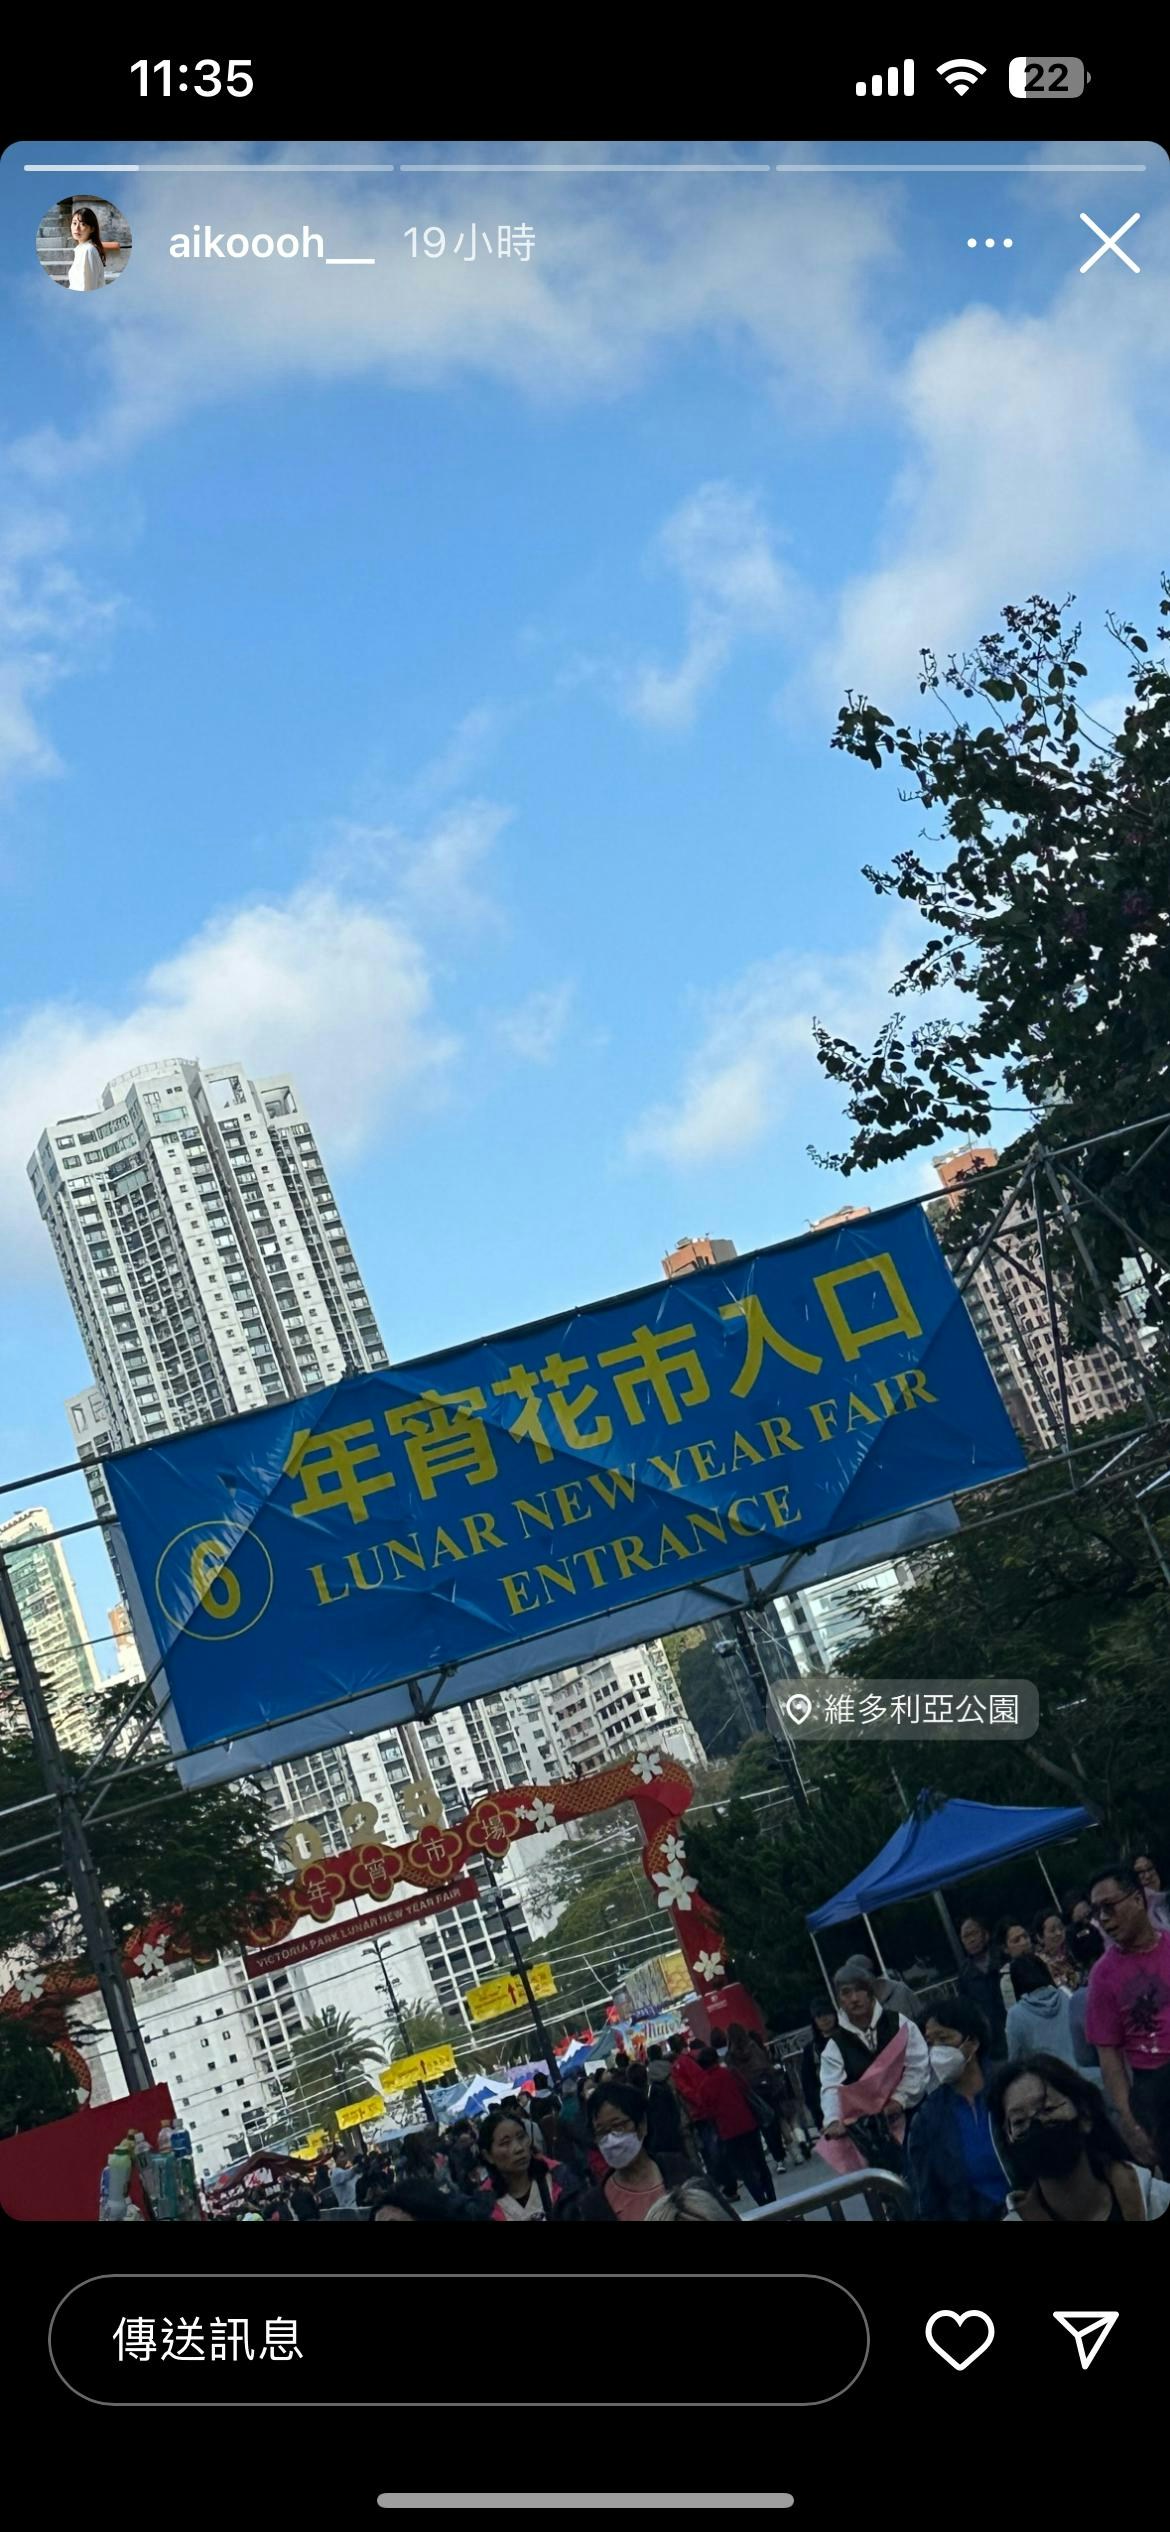 11:35
22
aikoooh__ 19小時
年宵花市入口
6
LUNAR NEW YEAR FAIR
ENTRANCE
維多利亞公園
025
年宵市場
VICTORIA PARK LUNAR NEW YEAR FAIR
傳送訊息